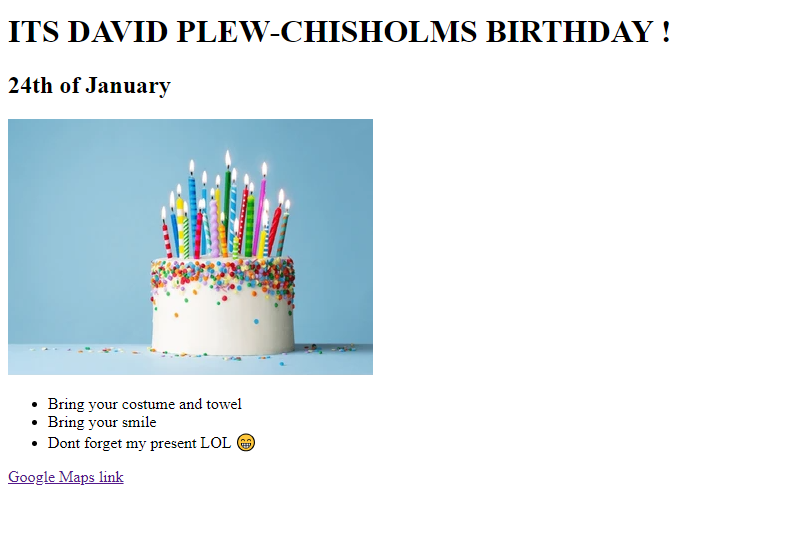 ITS DAVID PLEW-CHISHOLMS BIRTHDAY !
24th of January
Bring your costume and towel
Bring your smile
Dont forget my present LOL 😁
Google Maps link